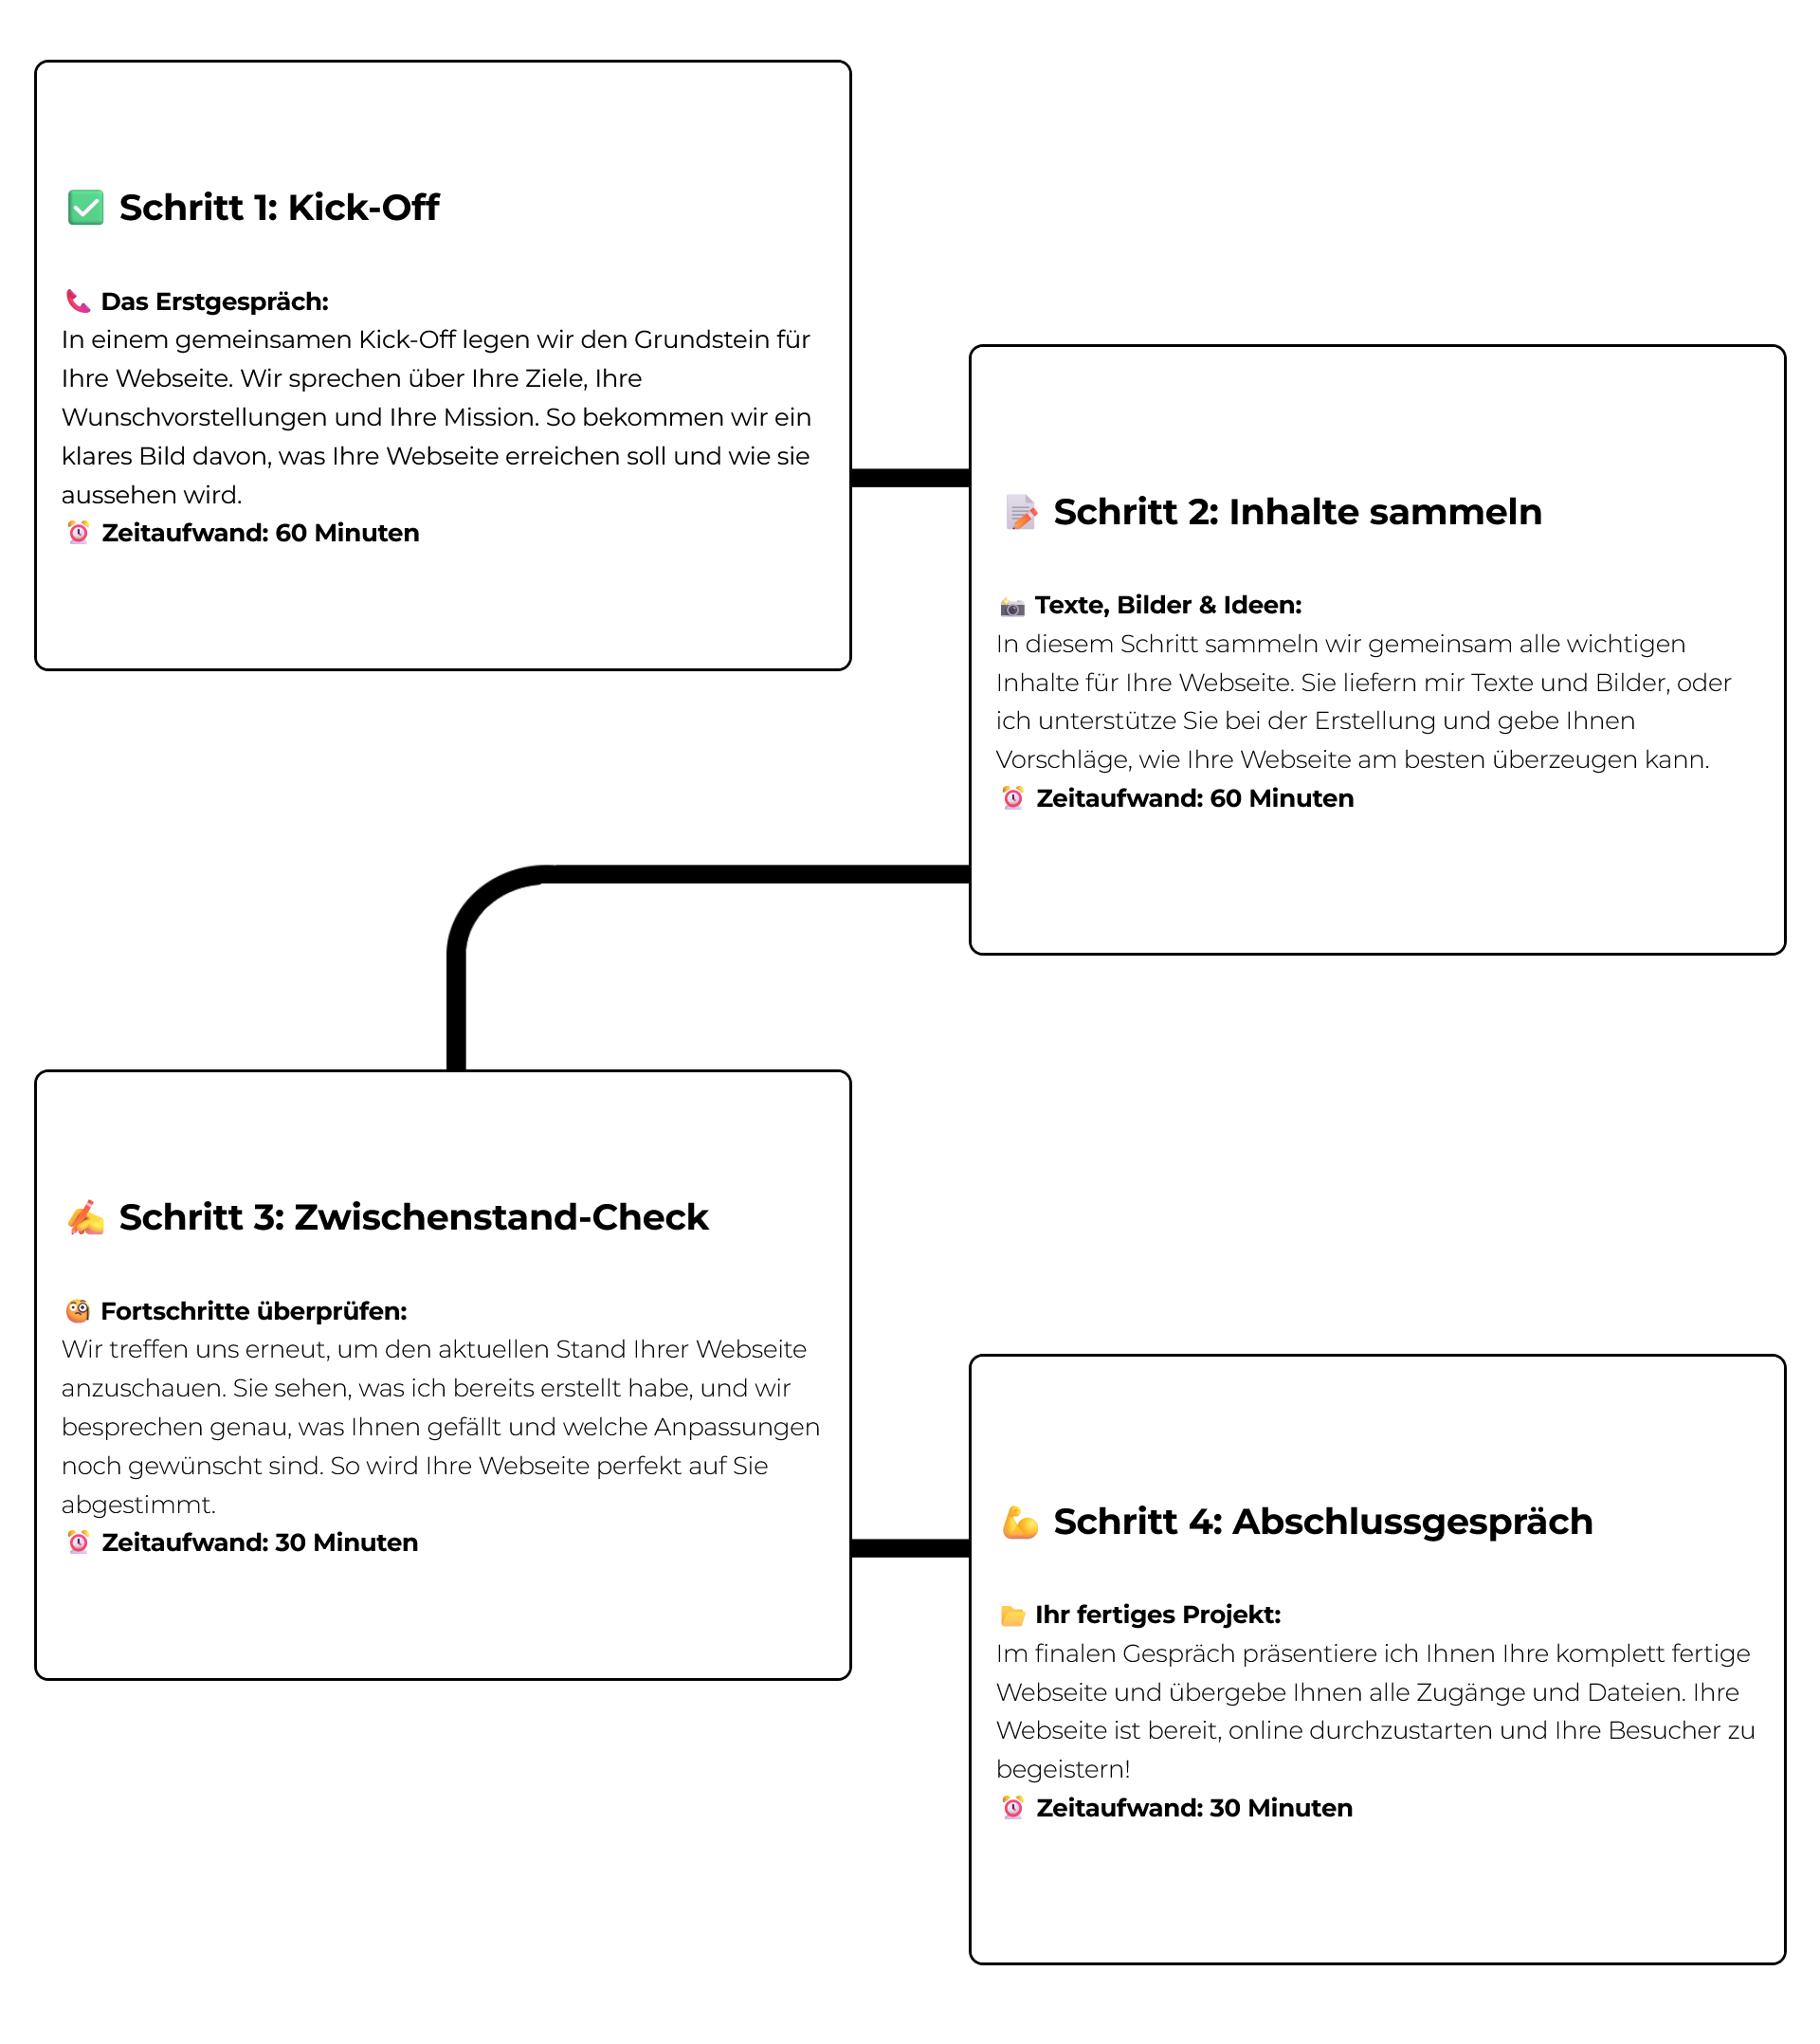 ✅ Schritt 1: Kick-Off
📞 Das Erstgespräch:
In einem gemeinsamen Kick-Off legen wir den Grundstein für
Ihre Webseite. Wir sprechen über Ihre Ziele, Ihre
Wunschvorstellungen und Ihre Mission. So bekommen wir ein
klares Bild davon, was Ihre Webseite erreichen soll und wie sie
aussehen wird.
⏰ Zeitaufwand: 60 Minuten
📝 Schritt 2: Inhalte sammeln
📸 Texte, Bilder & Ideen:
In diesem Schritt sammeln wir gemeinsam alle wichtigen
Inhalte für Ihre Webseite. Sie liefern mir Texte und Bilder, oder
ich unterstütze Sie bei der Erstellung und gebe Ihnen
Vorschläge, wie Ihre Webseite am besten überzeugen kann.
⏰ Zeitaufwand: 60 Minuten
✍️ Schritt 3: Zwischenstand-Check
🧐 Fortschritte überprüfen:
Wir treffen uns erneut, um den aktuellen Stand Ihrer Webseite
anzuschauen. Sie sehen, was ich bereits erstellt habe, und wir
besprechen genau, was Ihnen gefällt und welche Anpassungen
noch gewünscht sind. So wird Ihre Webseite perfekt auf Sie
abgestimmt.
⏰ Zeitaufwand: 30 Minuten
💪 Schritt 4: Abschlussgespräch
📂 Ihr fertiges Projekt:
Im finalen Gespräch präsentiere ich Ihnen Ihre komplett fertige
Webseite und übergebe Ihnen alle Zugänge und Dateien. Ihre
Webseite ist bereit, online durchzustarten und Ihre Besucher zu
begeistern!
⏰ Zeitaufwand: 30 Minuten